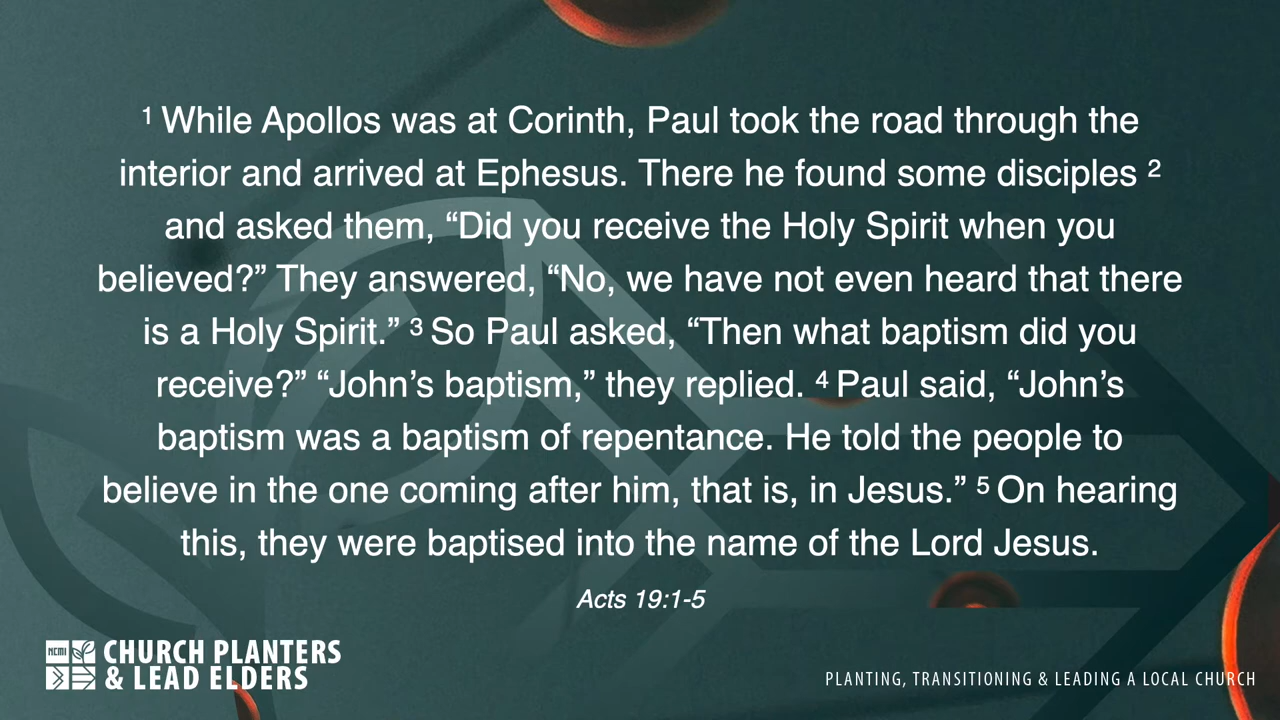 ¹ While Apollos was at Corinth, Paul took the road through the
interior and arrived at Ephesus. There he found some disciples ²
and asked them, “Did you receive the Holy Spirit when you
believed?” They answered, “No, we have not even heard that there
is a Holy Spirit.” ³ So Paul asked, “Then what baptism did you
receive?” “John’s baptism,” they replied. ⁴ Paul said, “John’s
baptism was a baptism of repentance. He told the people to
believe in the one coming after him, that is, in Jesus.” ⁵ On hearing
this, they were baptised into the name of the Lord Jesus.
Acts 19:1-5
NCMI
CHURCH PLANTERS
& LEAD ELDERS
PLANTING, TRANSITIONING & LEADING A LOCAL CHURCH